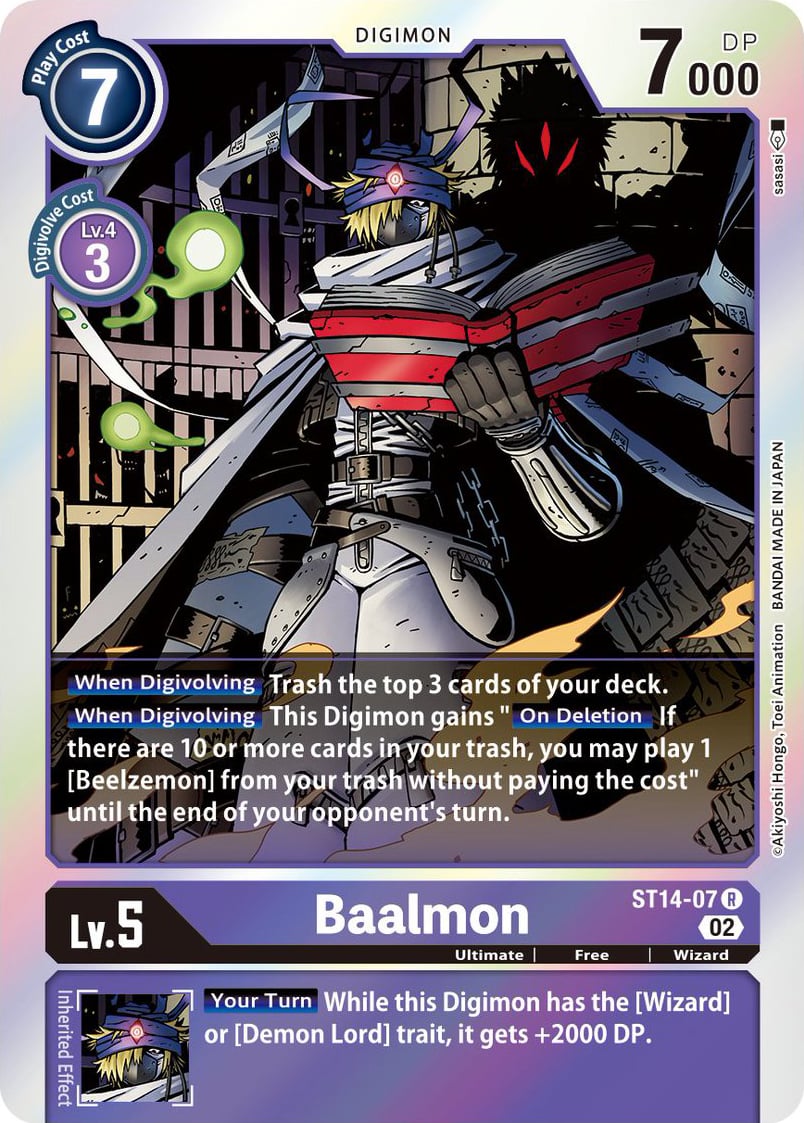 Play Cost
7
DIGIMON
7000
DP
sasasi
Digivolve Cost
Lv.4
3
When Digivolving Trash the top 3 cards of your deck.
When Digivolving This Digimon gains " On Deletion If
there are 10 or more cards in your trash, you may play 1
[Beelzemon] from your trash without paying the cost"
until the end of your opponent's turn.
©Akiyoshi Hongo, Toei Animation BANDAI MADE IN JAPAN
Lv.5
Baalmon
ST14-07 R
02
Ultimate | Free | Wizard
Inherited Effect
Your Turn While this Digimon has the [Wizard]
or [Demon Lord] trait, it gets +2000 DP.